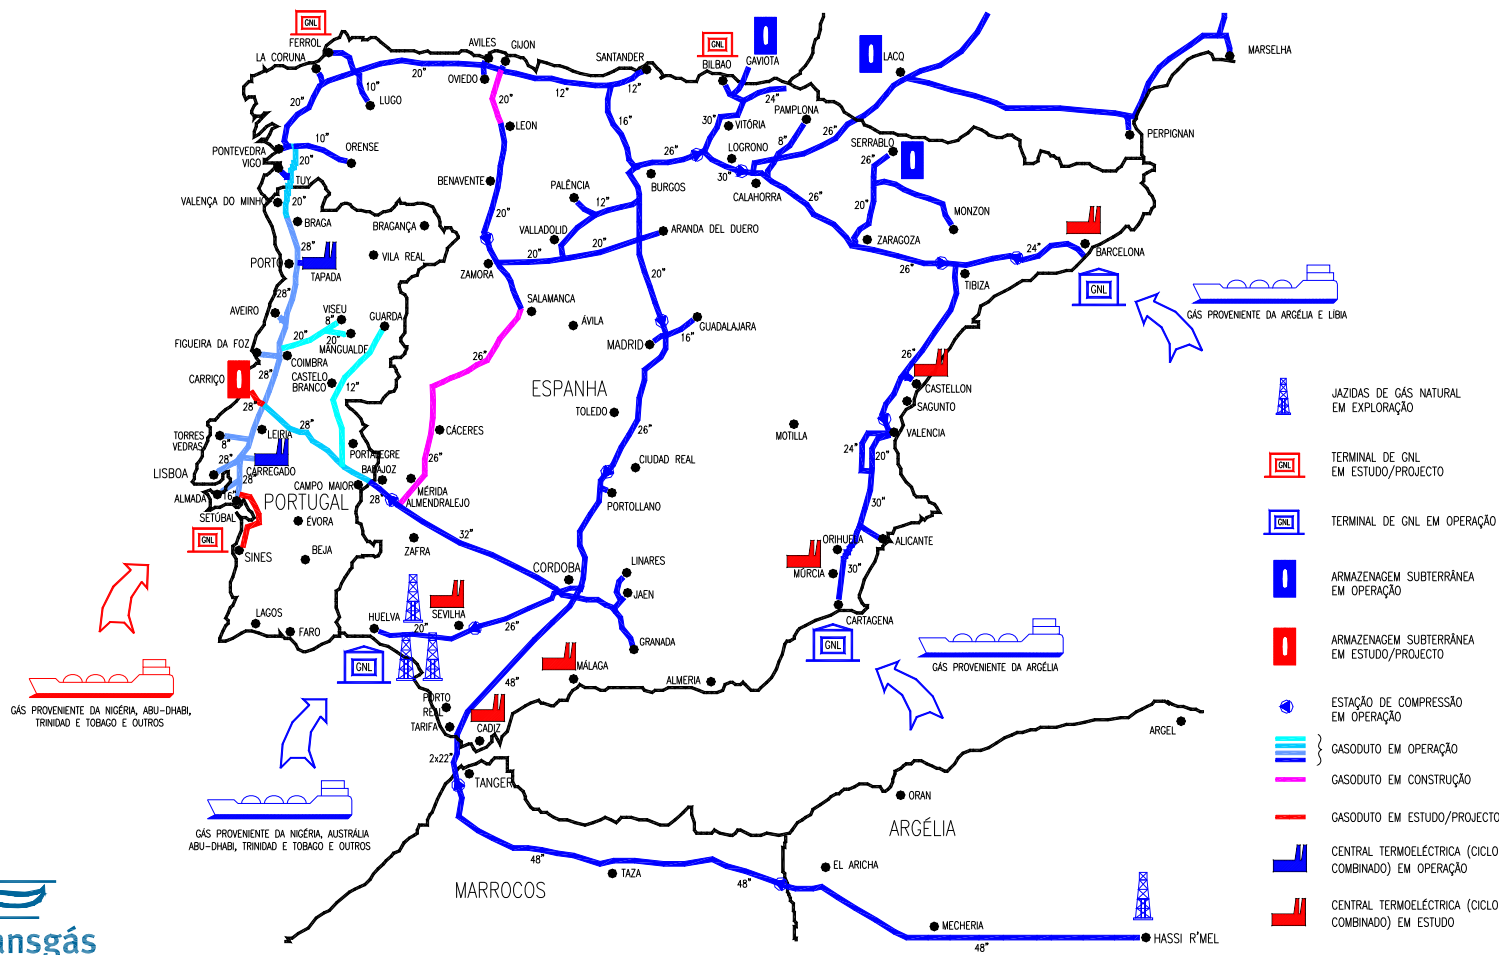 GNL
FERROL
LA CORUNA
AVILES
GIJON
SANTANDER
GNL
BILBAO
GAVIOTA
LACQ
MARSELHA
OVIEDO
20"
10"
LUGO
20"
20"
12"
12"
24"
PAMPLONA
16"
30"
VITÓRIA
26"
8"
LEON
PERPIGNAN
PONTEVEDRA
VIGO
10"
ORENSE
20"
TUY
26"
LOGRONO
30"
SERRABLO
26"
BURGOS
CALAHORRA
VALENÇA DO MINHO
20"
BENAVENTE
PALÊNCIA
12"
26"
20"
MONZON
BRAGA
BRAGANÇA
20"
VALLADOLID
20"
ARANDA DEL DUERO
ZARAGOZA
24"
BARCELONA
28"
PORTO
TAPADA
VILA REAL
ZAMORA
20"
20"
26"
TIBIZA
GNL
28"
AVEIRO
VISEU
8"
GUARDA
SALAMANCA
ÁVILA
GUADALAJARA
16"
MADRID
GÁS PROVENIENTE DA ARGÉLIA E LÍBIA
FIGUEIRA DA FOZ
20"
20"
MANGUALDE
COIMBRA
26"
26"
CARRIÇO
28"
CASTELO
BRANCO
12"
ESPANHA
CASTELLON
SAGUNTO
JAZIDAS DE GÁS NATURAL
EM EXPLORAÇÃO
28"
28"
TOLEDO
MOTILLA
VALENCIA
TORRES
VEDRAS
8"
LEIRIA
PORTALEGRE
CÁCERES
26"
26"
24"
20"
LISBOA
28"
CARREGADO
28"
BADAJOZ
CIUDAD REAL
TERMINAL DE GNL
EM ESTUDO/PROJECTO
GNL
ALMADA
16"
SETÚBAL
PORTUGAL
CAMPO MAIOR
28"
MÉRIDA
ALMENDRALEJO
PORTOLLANO
30"
ÉVORA
GNL
TERMINAL DE GNL EM OPERAÇÃO
GNL
SINES
BEJA
ZAFRA
32"
ORIHUELA
ALICANTE
CORDOBA
LINARES
MÚRCIA
30"
JAEN
ARMAZENAGEM SUBTERRÂNEA
EM OPERAÇÃO
LAGOS
FARO
HUELVA
20"
SEVILHA
26"
GRANADA
CARTAGENA
GNL
GNL
ARMAZENAGEM SUBTERRÂNEA
EM ESTUDO/PROJECTO
GÁS PROVENIENTE DA ARGÉLIA
MÁLAGA
ALMERIA
48"
PORTO
REAL
TARIFA
CADIZ
GÁS PROVENIENTE DA NIGÉRIA, ABU-DHABI,
TRINIDAD E TOBAGO E OUTROS
ESTAÇÃO DE COMPRESSÃO
EM OPERAÇÃO
ARGEL
2x22"
GASODUTO EM OPERAÇÃO
TANGER
GASODUTO EM CONSTRUÇÃO
ORAN
GÁS PROVENIENTE DA NIGÉRIA, AUSTRÁLIA
ABU-DHABI, TRINIDAD E TOBAGO E OUTROS
ARGÉLIA
GASODUTO EM ESTUDO/PROJECTO
48"
TAZA
EL ARICHA
CENTRAL TERMOELÉCTRICA (CICLO
COMBINADO) EM OPERAÇÃO
MARROCOS
48"
CENTRAL TERMOELÉCTRICA (CICLO
COMBINADO) EM ESTUDO
MECHERIA
48"
HASSI R'MEL
ansgás